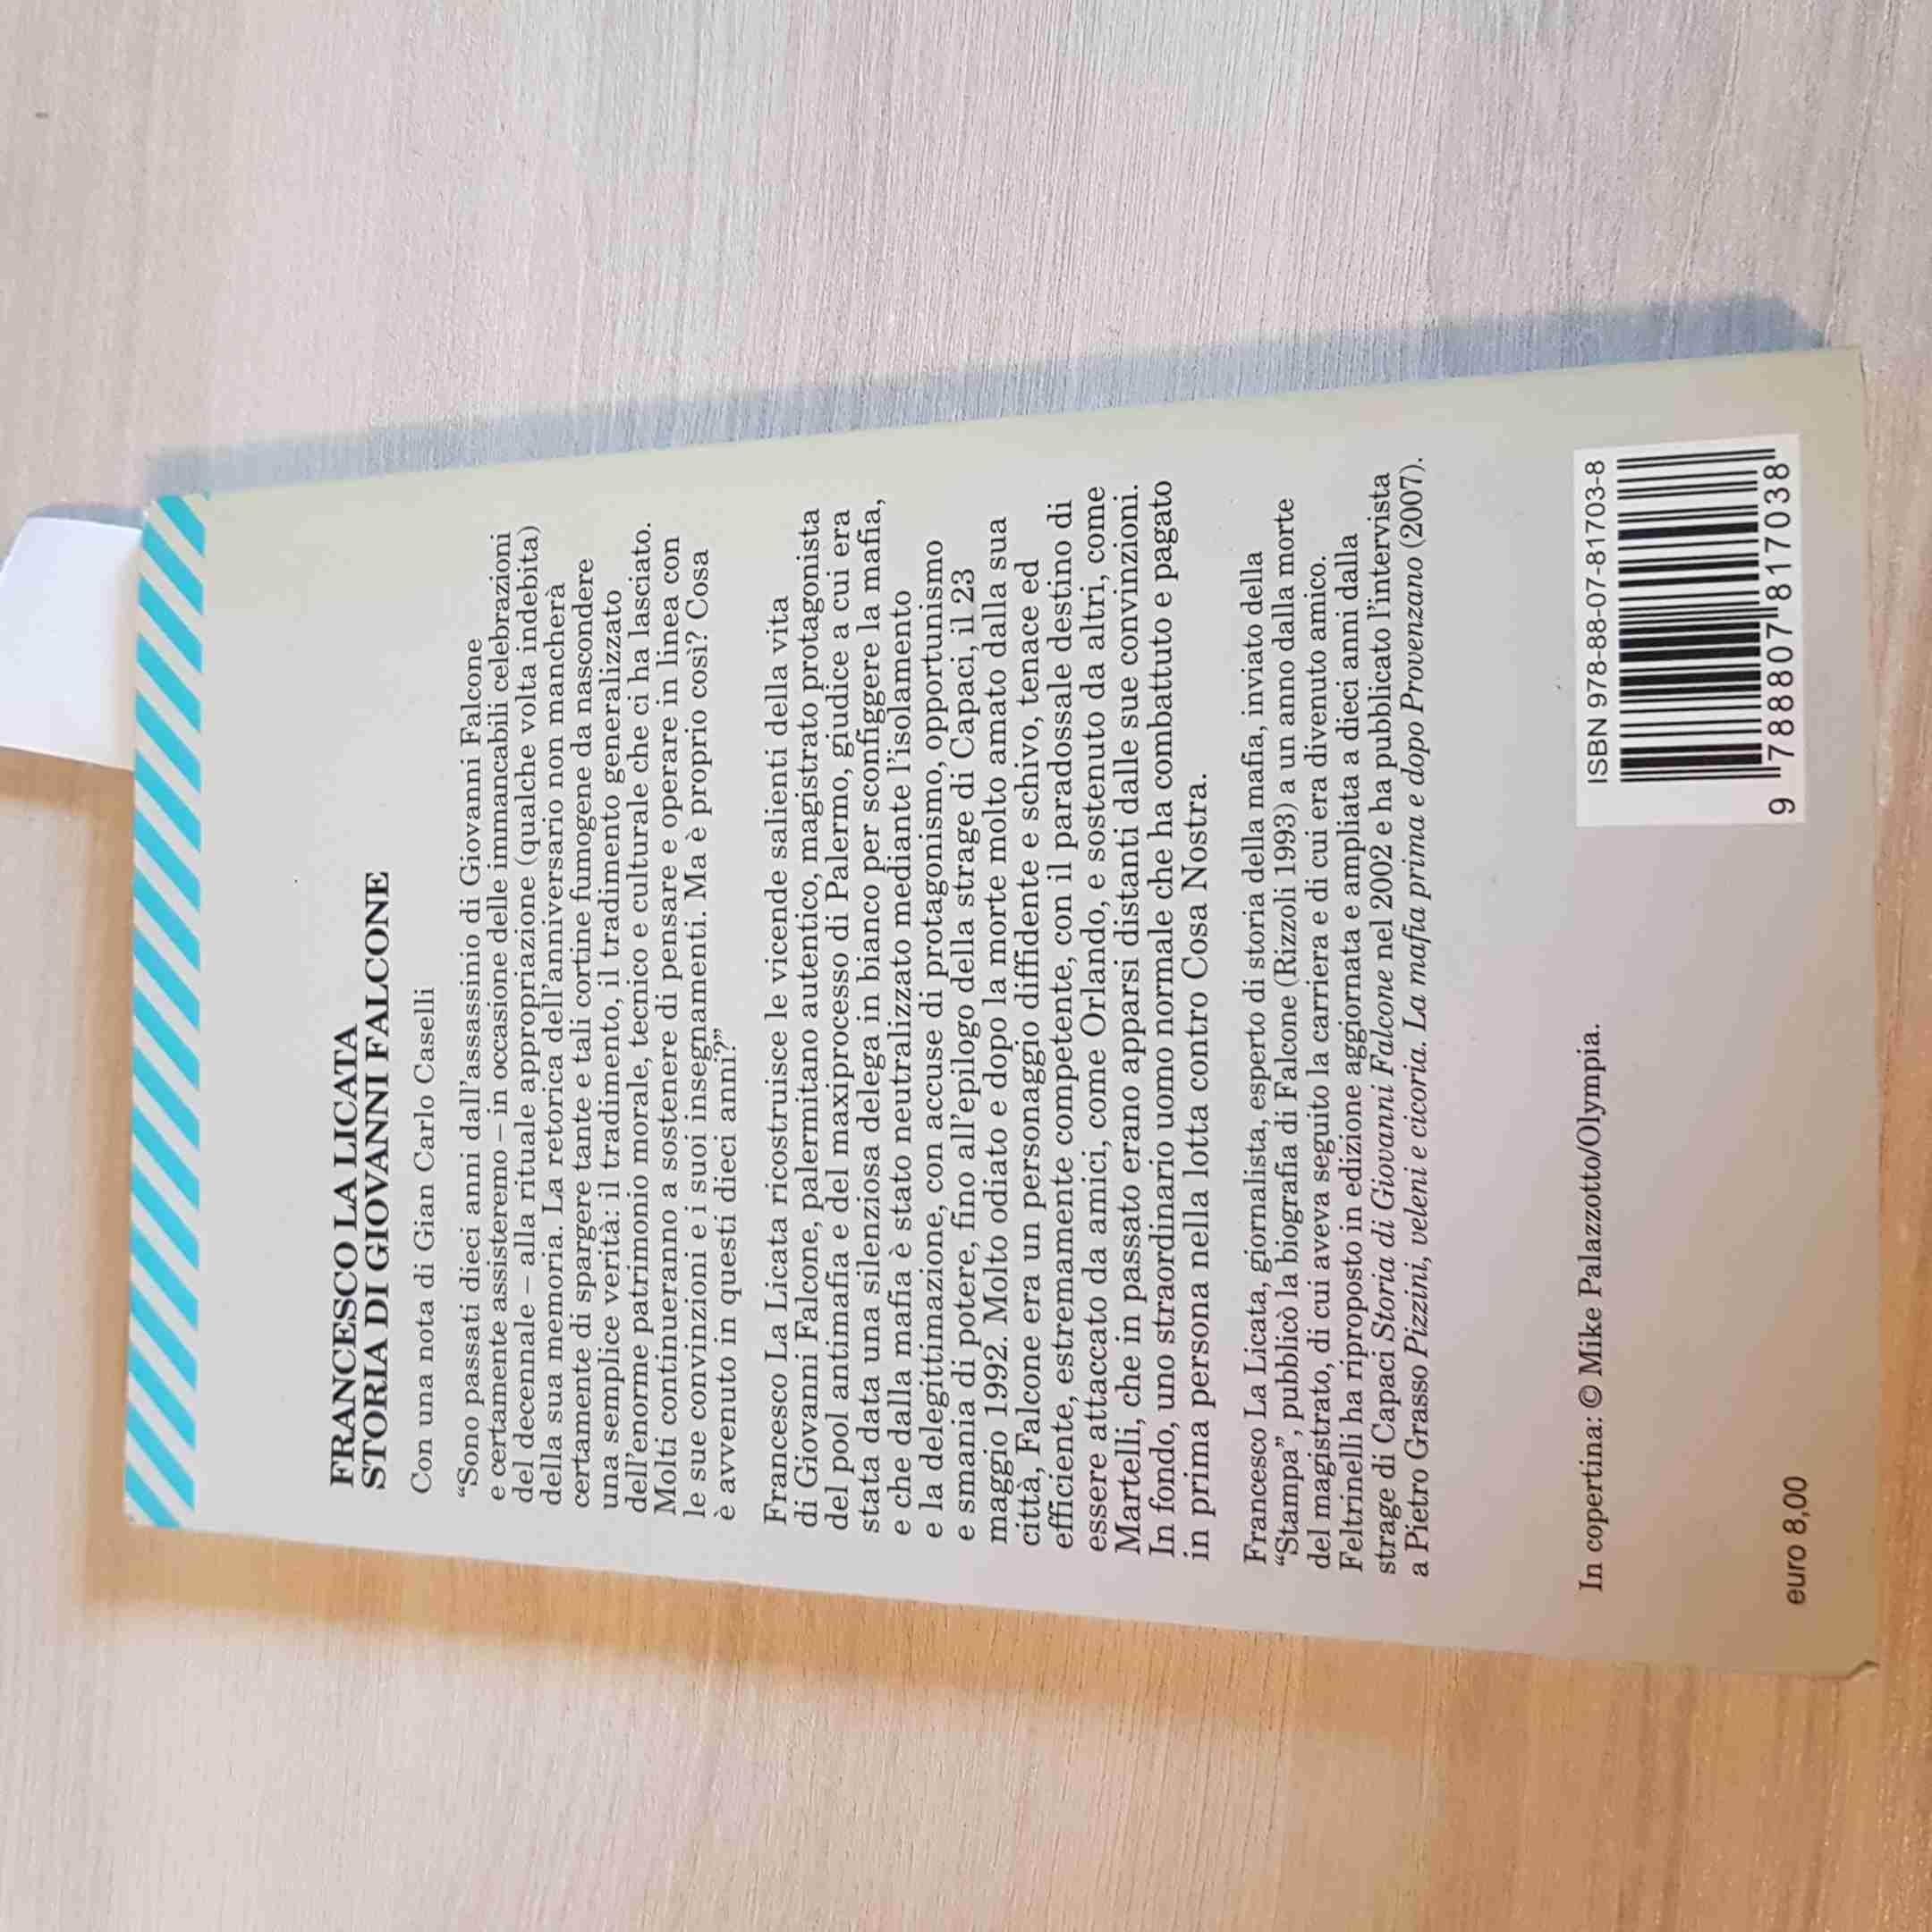 FRANCESCO LA LICATA
STORIA DI GIOVANNI FALCONE
Con una nota di Gian Carlo Caselli
“Sono passati dieci anni dall'assassinio di Giovanni Falcone
e certamente assisteremo – in occasione delle immancabili celebrazioni
del decennale – alla rituale appropriazione (qualche volta indebita)
della sua memoria. La retorica dell'anniversario non mancherà
certamente di spargere tante e tali cortine fumogene da nascondere
una semplice verità: il tradimento, il tradimento generalizzato
dell'enorme patrimonio morale, tecnico e culturale che ci ha lasciato.
Molti continueranno a sostenere di pensare e operare in linea con
le sue convinzioni e i suoi insegnamenti. Ma è proprio così? Cosa
è avvenuto in questi dieci anni?”
Francesco La Licata ricostruisce le vicende salienti della vita
di Giovanni Falcone, palermitano autentico, magistrato protagonista
del pool antimafia e del maxiprocesso di Palermo, giudice a cui era
stata data una silenziosa delega in bianco per sconfiggere la mafia,
e che dalla mafia è stato neutralizzato mediante l'isolamento
e la delegittimazione, con accuse di protagonismo, opportunismo
e smania di potere, fino all'epilogo della strage di Capaci, il 23
maggio 1992. Molto odiato e dopo la morte molto amato dalla sua
città, Falcone era un personaggio diffidente e schivo, tenace ed
efficiente, estremamente competente, con il paradossale destino di
essere attaccato da amici, come Orlando, e sostenuto da altri, come
Martelli, che in passato erano apparsi distanti dalle sue convinzioni.
In fondo, uno straordinario uomo normale che ha combattuto e pagato
in prima persona nella lotta contro Cosa Nostra.
Francesco La Licata, giornalista, esperto di storia della mafia, inviato della
“Stampa”, pubblicò la biografia di Falcone (Rizzoli 1993) a un anno dalla morte
del magistrato, di cui aveva seguito la carriera e di cui era divenuto amico.
Feltrinelli ha riproposto in edizione aggiornata e ampliata a dieci anni dalla
strage di Capaci Storia di Giovanni Falcone nel 2002 e ha pubblicato l'intervista
a Pietro Grasso Pizzini, veleni e cicoria. La mafia prima e dopo Provenzano (2007).
In copertina: © Mike Palazzotto/Olympia.
ISBN 978-88-07-81703-8
9 788807 817038
euro 8,00